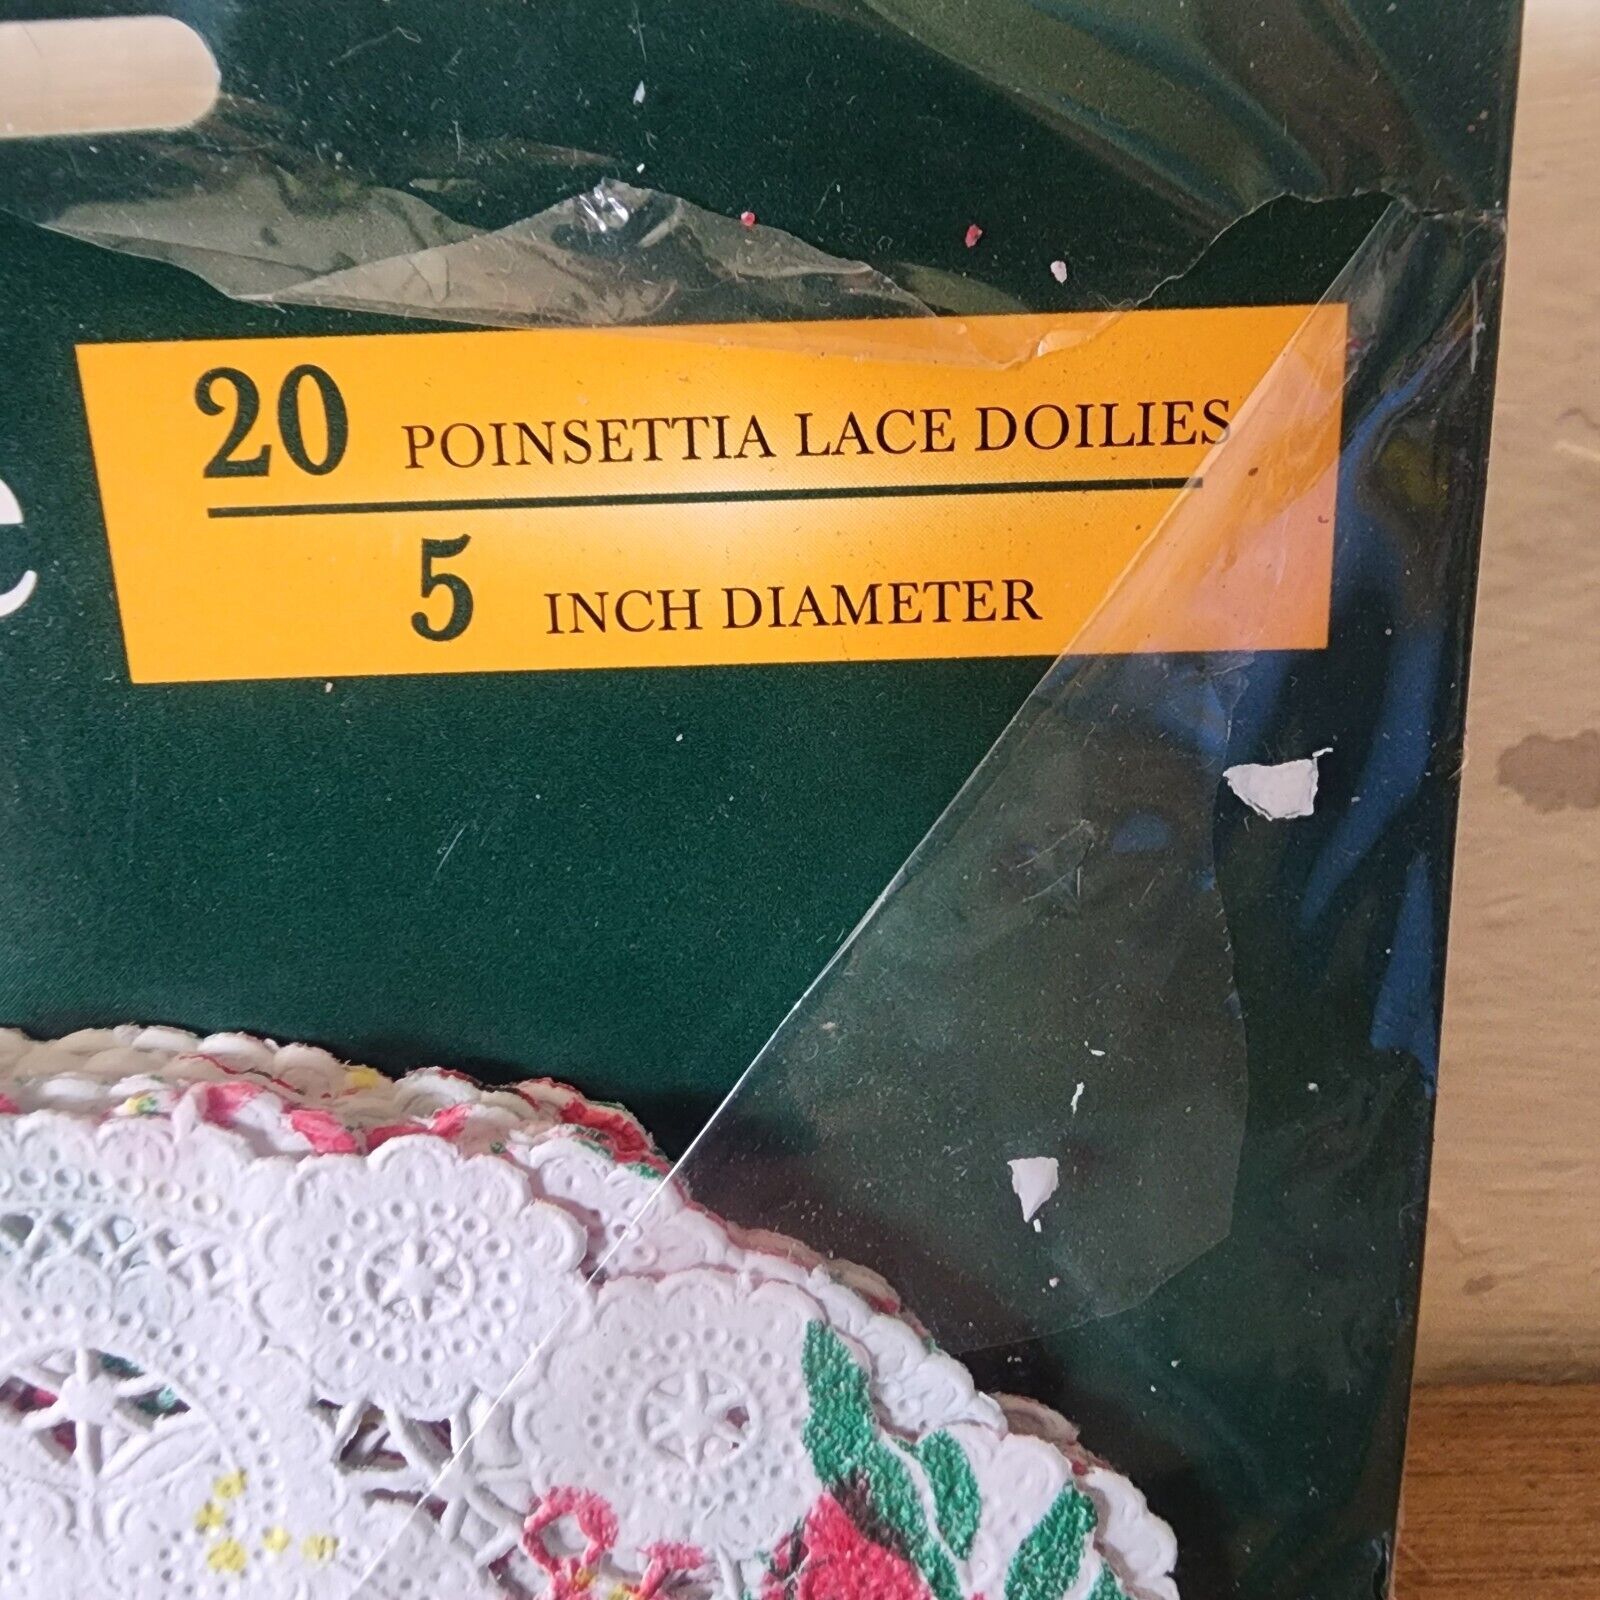 20 POINSETTIA LACE DOILIES
5 INCH DIAMETER